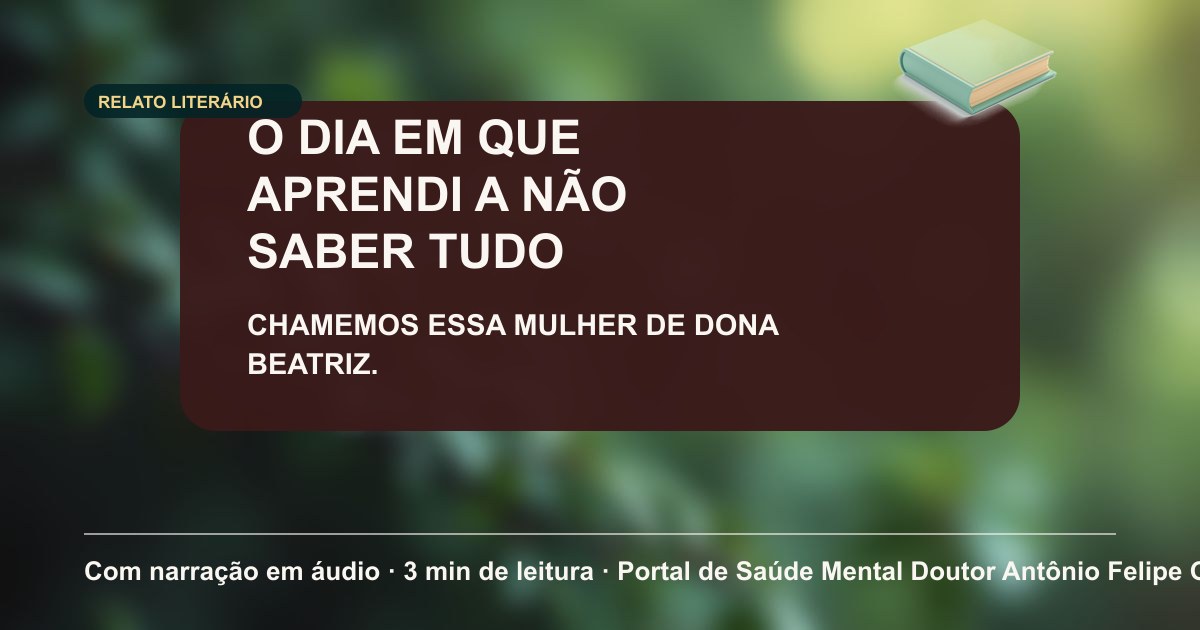 RELATO LITERÁRIO
O DIA EM QUE
APRENDI A NÃO
SABER TUDO
CHAMEMOS ESSA MULHER DE DONA
BEATRIZ.
Com narração em áudio · 3 min de leitura · Portal de Saúde Mental Doutor Antônio Felipe